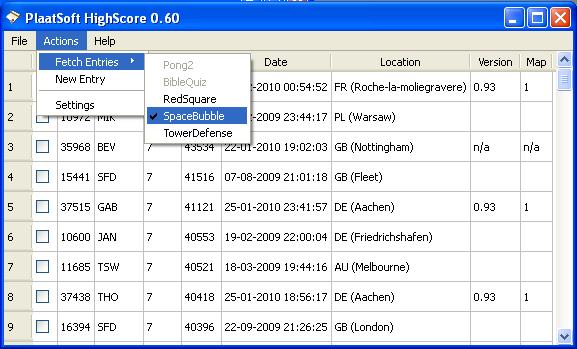 PlaatSoft HighScore 0.60
File Actions Help
Fetch Entries
New Entry
Settings
Pong2
BibleQuiz
RedSquare
SpaceBubble
TowerDefense
Date Location Version Map
1 2010 00:54:52 FR (Roche-la-moliegravere) 0.93 1
2 16972 MIK 2009 23:44:17 PL (Warsaw)
3 35968 BEV 7 43534 22-01-2010 19:02:03 GB (Nottingham) n/a n/a
4 15441 SFD 7 41516 07-08-2009 21:01:18 GB (Fleet)
5 37515 GAB 7 41121 25-01-2010 23:41:57 DE (Aachen) 0.93 1
6 10600 JAN 7 40553 19-02-2009 22:00:04 DE (Friedrichshafen)
7 11685 TSW 7 40521 18-03-2009 19:44:16 AU (Melbourne)
8 37438 THO 7 40418 25-01-2010 18:56:17 DE (Aachen) 0.93 1
9 16394 SFD 7 40396 22-09-2009 21:26:25 GB (London)